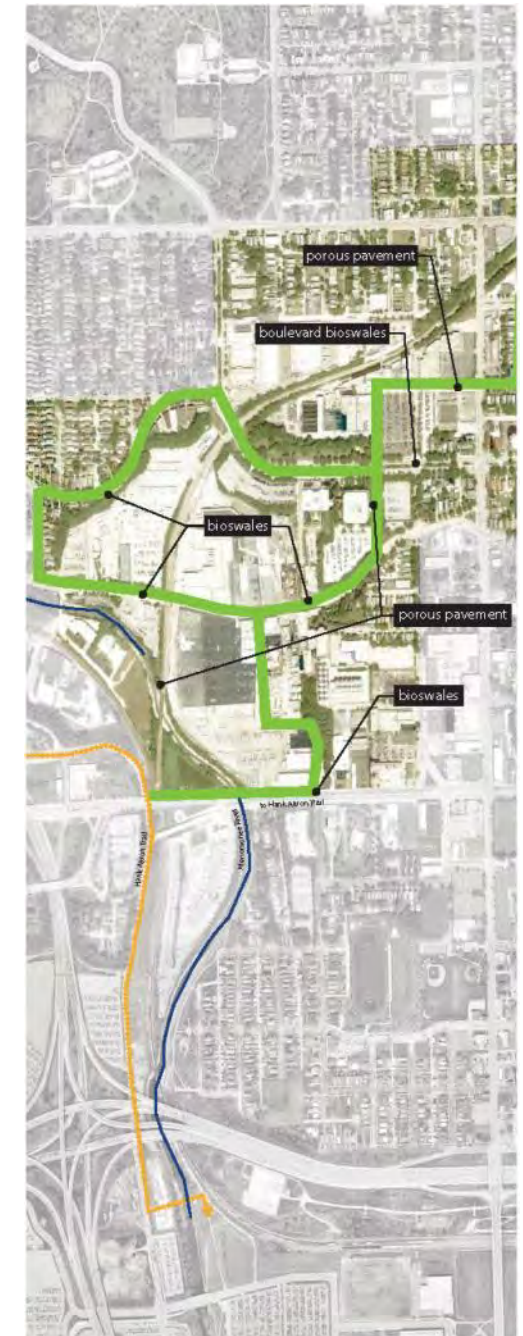 porous pavement
boulevard bioswales
bioswales
porous pavement
bioswales
to Hank Aaron Trail
Hank Aaron Trail
Menomonee River